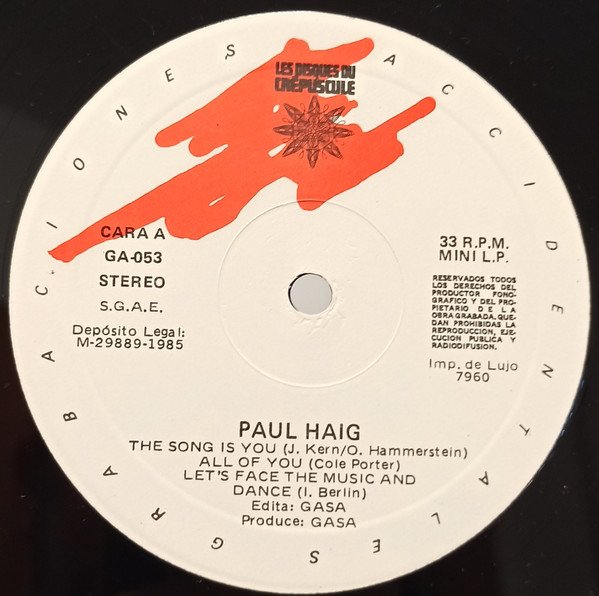 GRABACIONES ACCIDENTALES
LES DISQUES DU
CRÉPUSCULE
CARA A
GA-053
STEREO
S.G.A.E.
Depósito Legal:
M-29889-1985
33 R.P.M.
MINI L.P.
RESERVADOS TODOS
LOS DERECHOS DEL
PRODUCTOR FONO-
GRAFICO Y DEL PRO-
PIETARIO DE LA
OBRA GRABADA. QUE-
DAN PROHIBIDAS LA
REPRODUCCION, EJE-
CUCION PUBLICA Y
RADIODIFUSION.
Imp. de Lujo
7960
PAUL HAIG
THE SONG IS YOU (J. Kern/O. Hammerstein)
ALL OF YOU (Cole Porter)
LET'S FACE THE MUSIC AND
DANCE (I. Berlin)
Edita: GASA
Produce: GASA